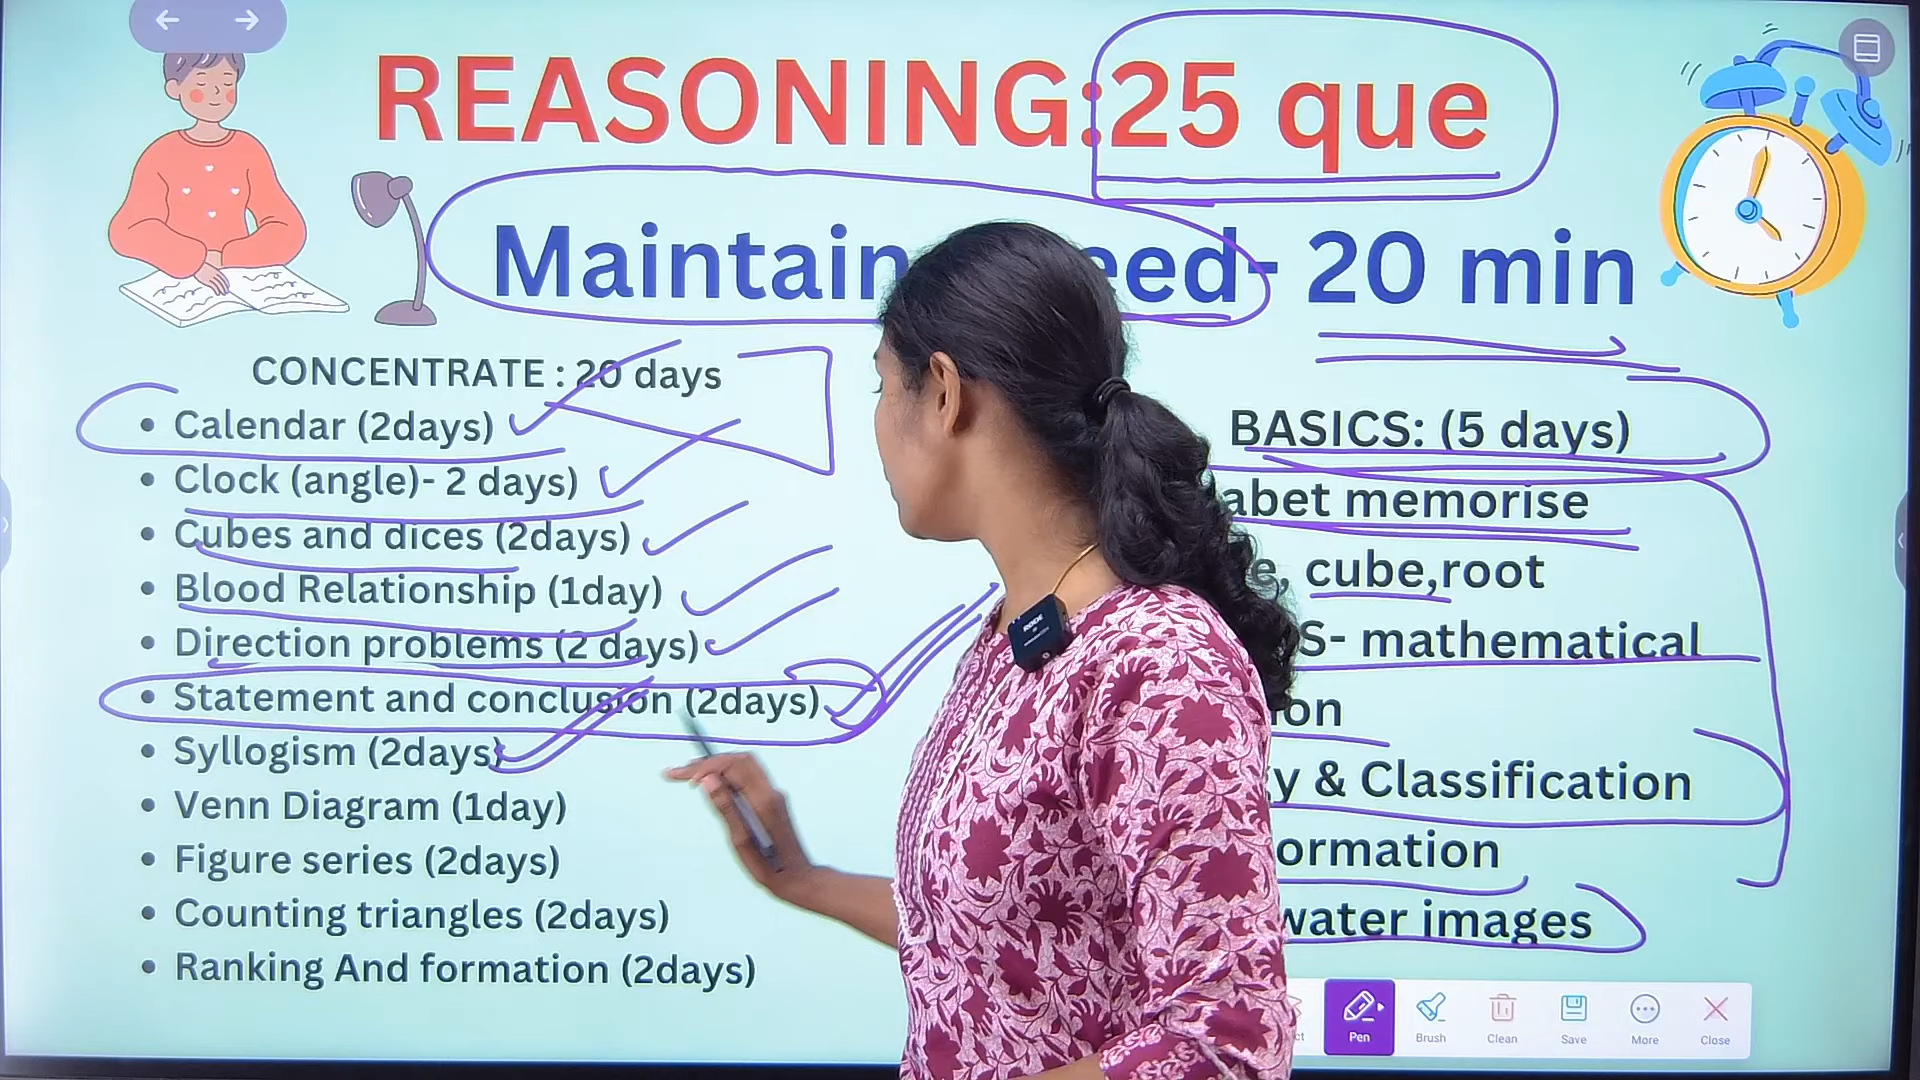 REASONING:25 que
Maintain eed- 20 min
CONCENTRATE : 20 days
• Calendar (2days)
• Clock (angle)- 2 days)
• Cubes and dices (2days)
• Blood Relationship (1day)
• Direction problems (2 days)
• Statement and conclusion (2days)
• Syllogism (2days)
• Venn Diagram (1day)
• Figure series (2days)
• Counting triangles (2days)
• Ranking And formation (2days)
BASICS: (5 days)
abet memorise
e, cube,root
S- mathematical
on
y & Classification
ormation
water images
RODE
ct
Pen
Brush
Clean
Save
More
Close